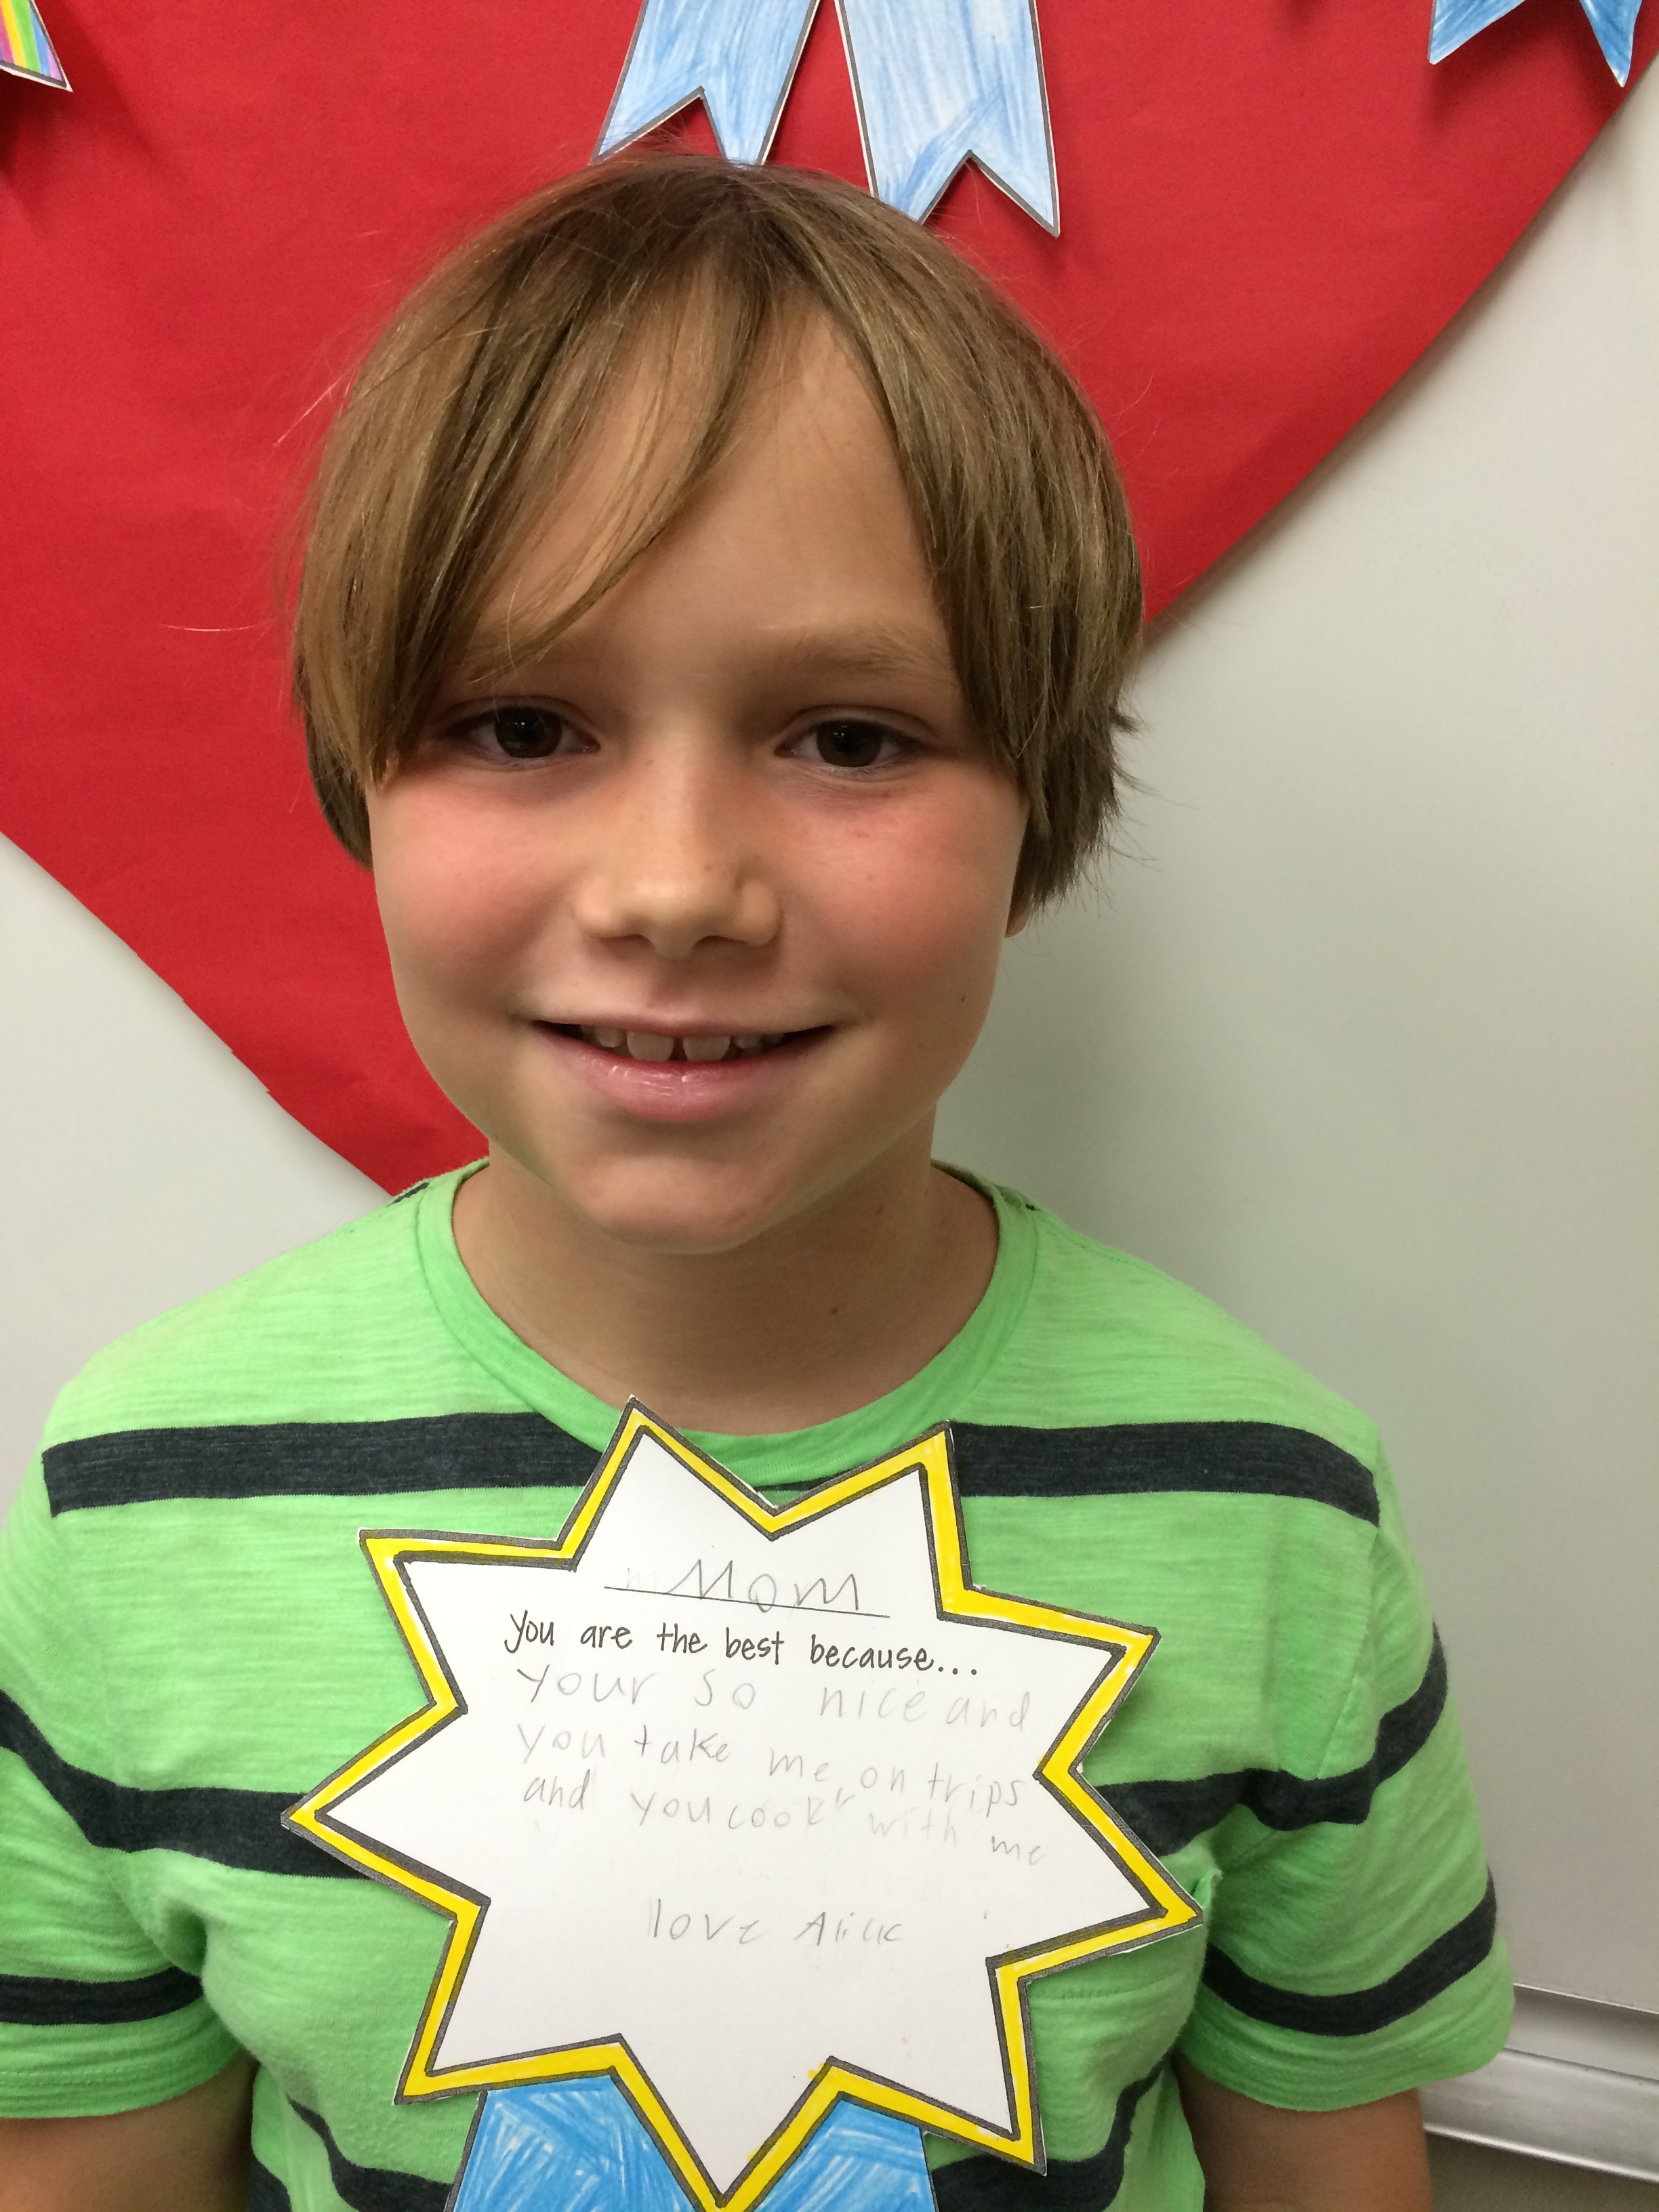 Mom
you are the best because...
your so nice and
you take me on trips
and you cook with me
love